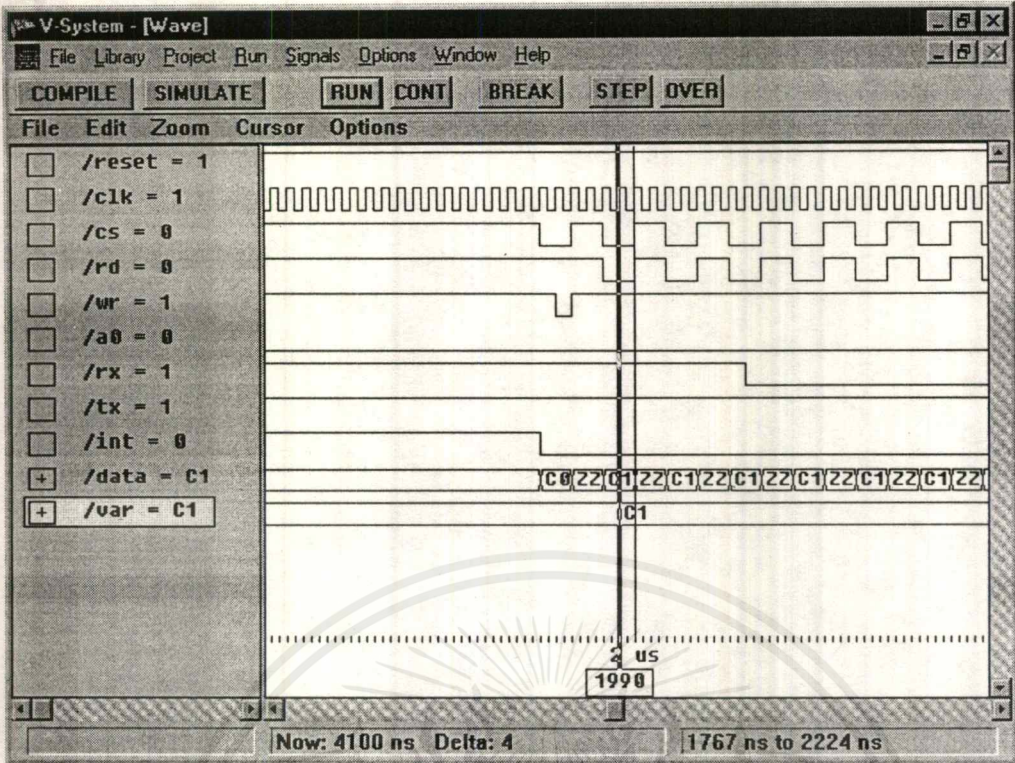 V-System - [Wave]
File Library Project Run Signals Options Window Help
COMPILE SIMULATE RUN CONT BREAK STEP OVER
File Edit Zoom Cursor Options
/reset = 1
/clk = 1
/cs = 0
/rd = 0
/wr = 1
/a0 = 0
/rx = 1
/tx = 1
/int = 0
/data = C1 C0 ZZ C1 ZZ C1 ZZ C1 ZZ C1 ZZ C1 ZZ C1 ZZ
/var = C1 C1
2 us
1990
Now: 4100 ns Delta: 4 1767 ns to 2224 ns